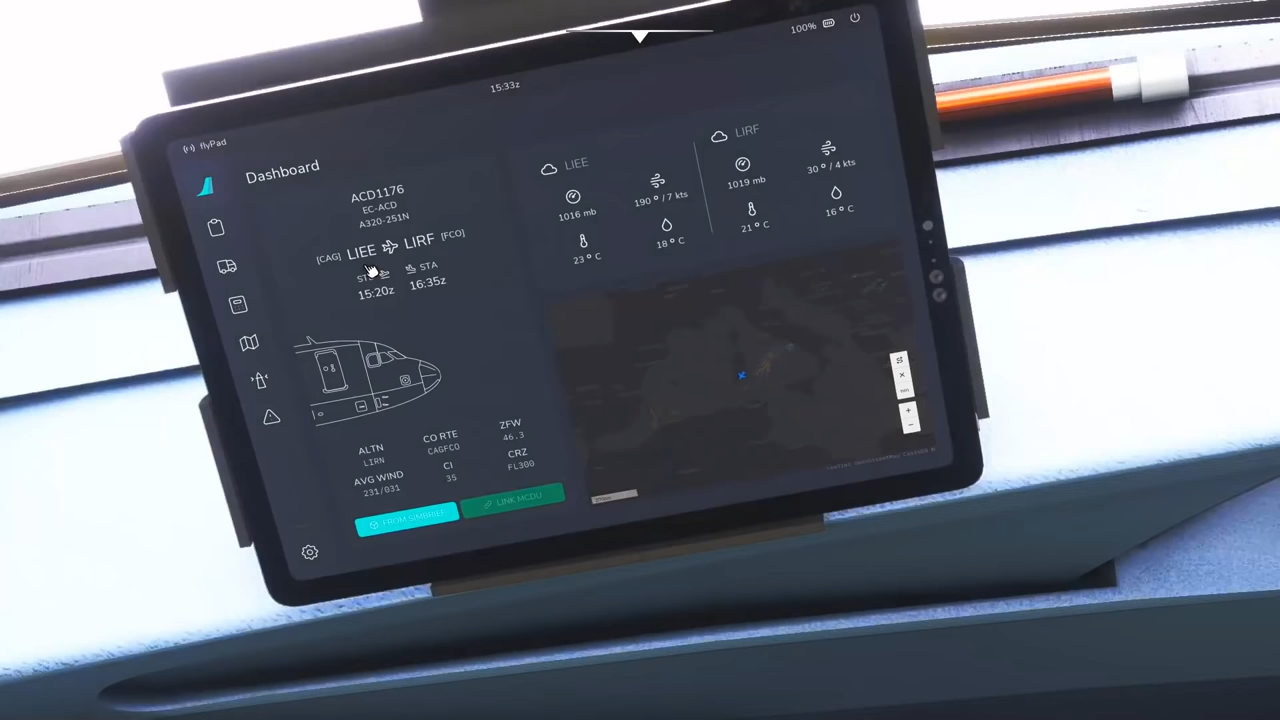 15:33z
100%
flyPad
Dashboard
ACD1176
EC-ACD
A320-251N
[CAG] LIEE LIRF [FCO]
STA
15:20z 16:35z
ALTN
LIRN
CO RTE
CAGFCO
ZFW
46.3
AVG WIND
231/031
CI
35
CRZ
FL300
FROM SIMBRIEF
LINK MCDU
LIEE
1016 mb
190 ° / 7 kts
23 ° C
18 ° C
LIRF
1019 mb
30 ° / 4 kts
21 ° C
16 ° C
+
−